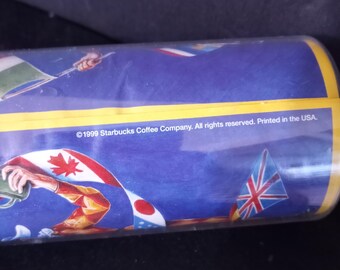 ©1999 Starbucks Coffee Company. All rights reserved. Printed in the USA.